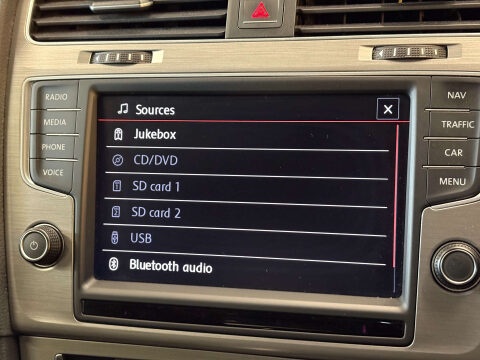 Sources
Jukebox
CD/DVD
SD card 1
SD card 2
USB
Bluetooth audio
RADIO
MEDIA
PHONE
VOICE
NAV
TRAFFIC
CAR
MENU